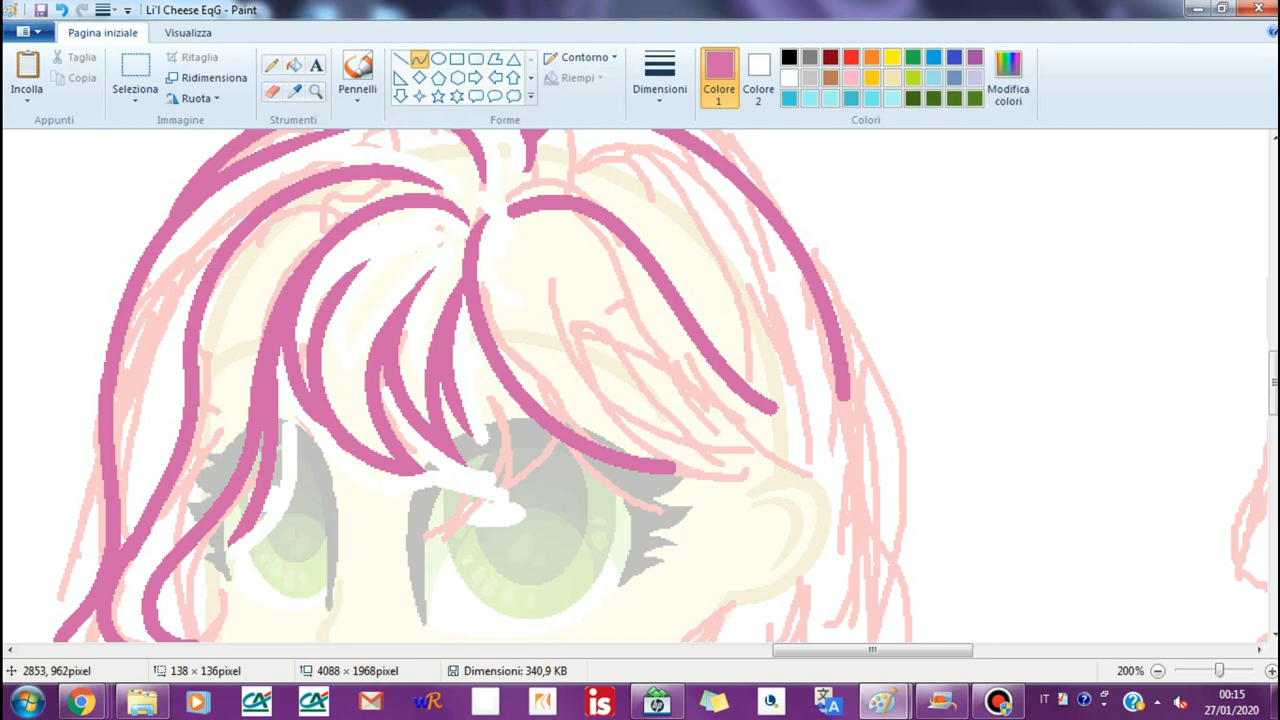 Li'l Cheese EqG - Paint
Pagina iniziale Visualizza
Incolla
Taglia
Copia
Appunti
Seleziona
Ritaglia
Ridimensiona
Ruota
Immagine
A
Strumenti
Pennelli
Contorno
Riempi
Forme
Dimensioni
Colore 1
Colore 2
Modifica colori
Colori
2853, 962pixel
138 × 136pixel
4088 × 1968pixel
Dimensioni: 340,9 KB
200%
IT
00:15
27/01/2020